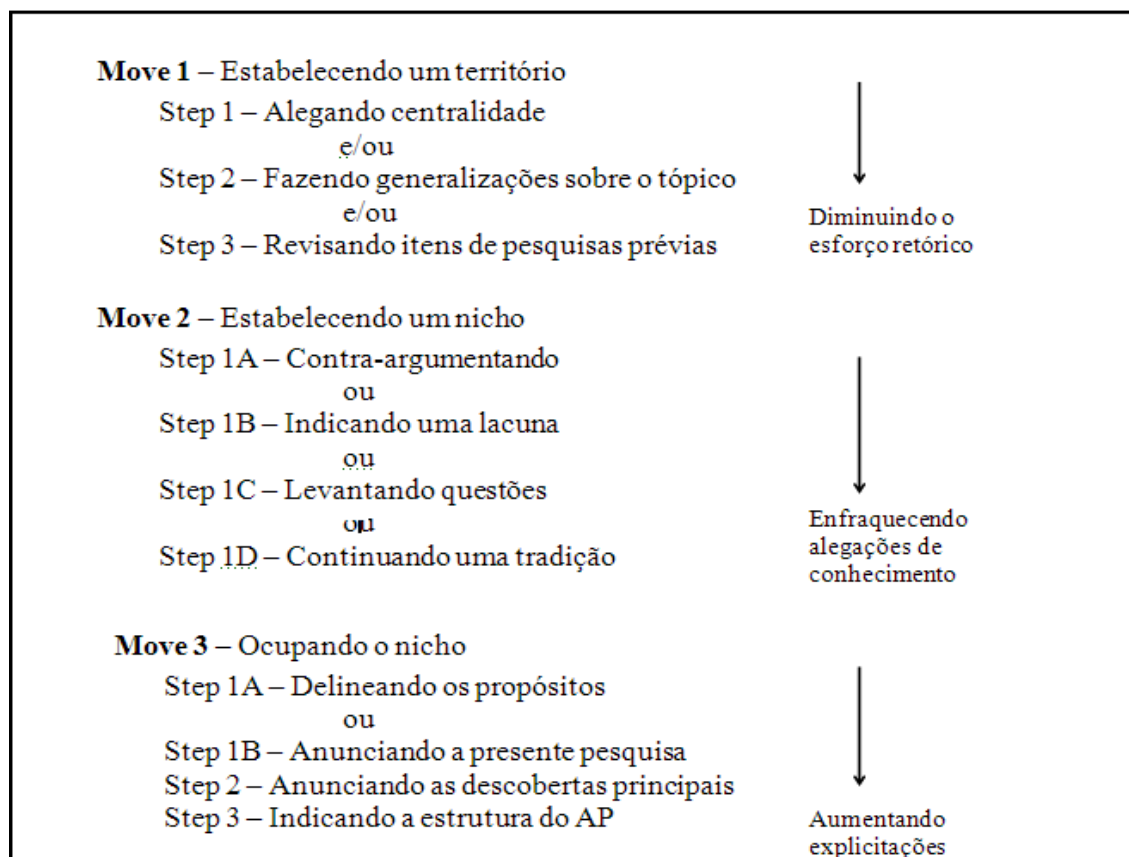 Move 1 – Estabelecendo um território
Step 1 – Alegando centralidade
e/ou
Step 2 – Fazendo generalizações sobre o tópico
e/ou
Step 3 – Revisando itens de pesquisas prévias
Diminuindo o
esforço retórico
Move 2 – Estabelecendo um nicho
Step 1A – Contra-argumentando
ou
Step 1B – Indicando uma lacuna
ou
Step 1C – Levantando questões
ou
Step 1D – Continuando uma tradição
Enfraquecendo
alegações de
conhecimento
Move 3 – Ocupando o nicho
Step 1A – Delineando os propósitos
ou
Step 1B – Anunciando a presente pesquisa
Step 2 – Anunciando as descobertas principais
Step 3 – Indicando a estrutura do AP
Aumentando
explicitações